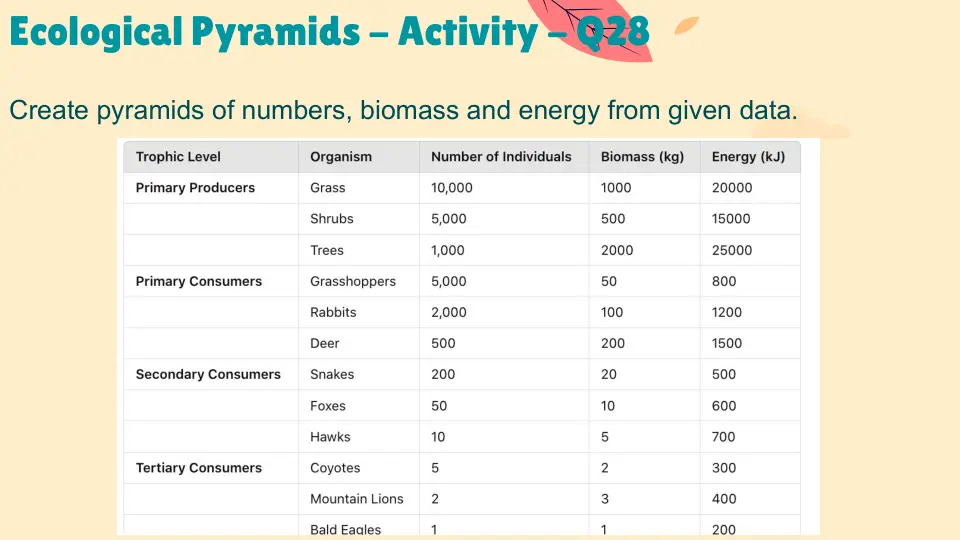 Ecological Pyramids – Activity – Q28
Create pyramids of numbers, biomass and energy from given data.
Trophic Level Organism Number of Individuals Biomass (kg) Energy (kJ)
Primary Producers Grass 10,000 1000 20000
Shrubs 5,000 500 15000
Trees 1,000 2000 25000
Primary Consumers Grasshoppers 5,000 50 800
Rabbits 2,000 100 1200
Deer 500 200 1500
Secondary Consumers Snakes 200 20 500
Foxes 50 10 600
Hawks 10 5 700
Tertiary Consumers Coyotes 5 2 300
Mountain Lions 2 3 400
Bald Eagles 1 1 200